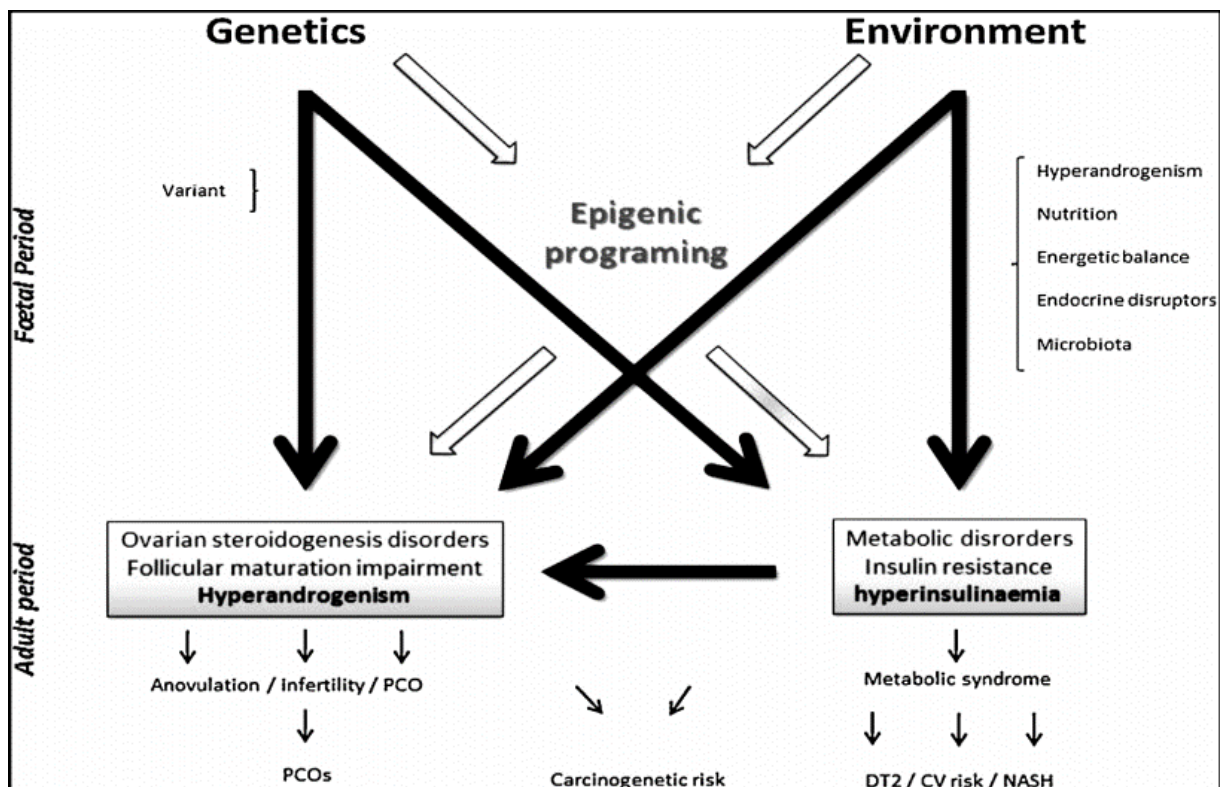 Genetics
Environment
Variant
Hyperandrogenism
Nutrition
Energetic balance
Endocrine disruptors
Microbiota
Epigenic
programing
Fœtal Period
Ovarian steroidogenesis disorders
Follicular maturation impairment
Hyperandrogenism
Metabolic disrorders
Insulin resistance
hyperinsulinaemia
Adult period
Anovulation / infertility / PCO
Metabolic syndrome
PCOs
Carcinogenetic risk
DT2 / CV risk / NASH